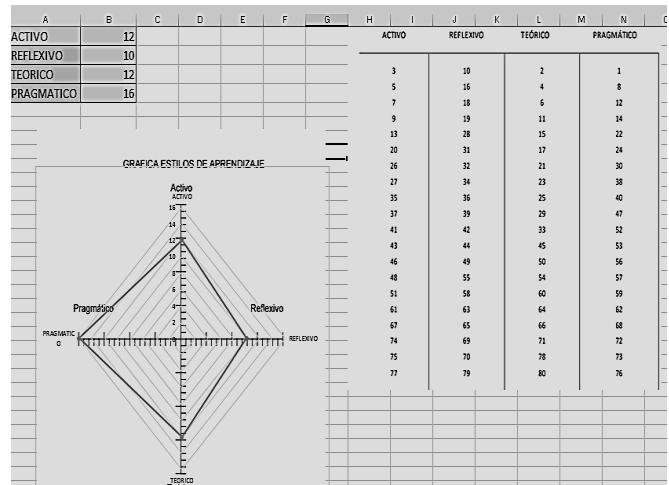 A B C D E F G H I J K L M N
ACTIVO 12
REFLEXIVO 10
TEORICO 12
PRAGMATICO 16
GRAFICA ESTILOS DE APRENDIZAJE
Activo
ACTIVO
16
14
12
10
8
6
4
2
0
Pragmático
Reflexivo
PRAGMATIC
O
REFLEXIVO
TEORICO
ACTIVO REFLEXIVO TEÓRICO PRAGMÁTICO
3 10 2 1
5 16 4 8
7 18 6 12
9 19 11 14
13 28 15 22
20 31 17 24
26 32 21 30
27 34 23 38
35 36 25 40
37 39 29 47
41 42 33 52
43 44 45 53
46 49 50 56
48 55 54 57
51 58 60 59
61 63 64 62
67 65 66 68
74 69 71 72
75 70 78 73
77 79 80 76